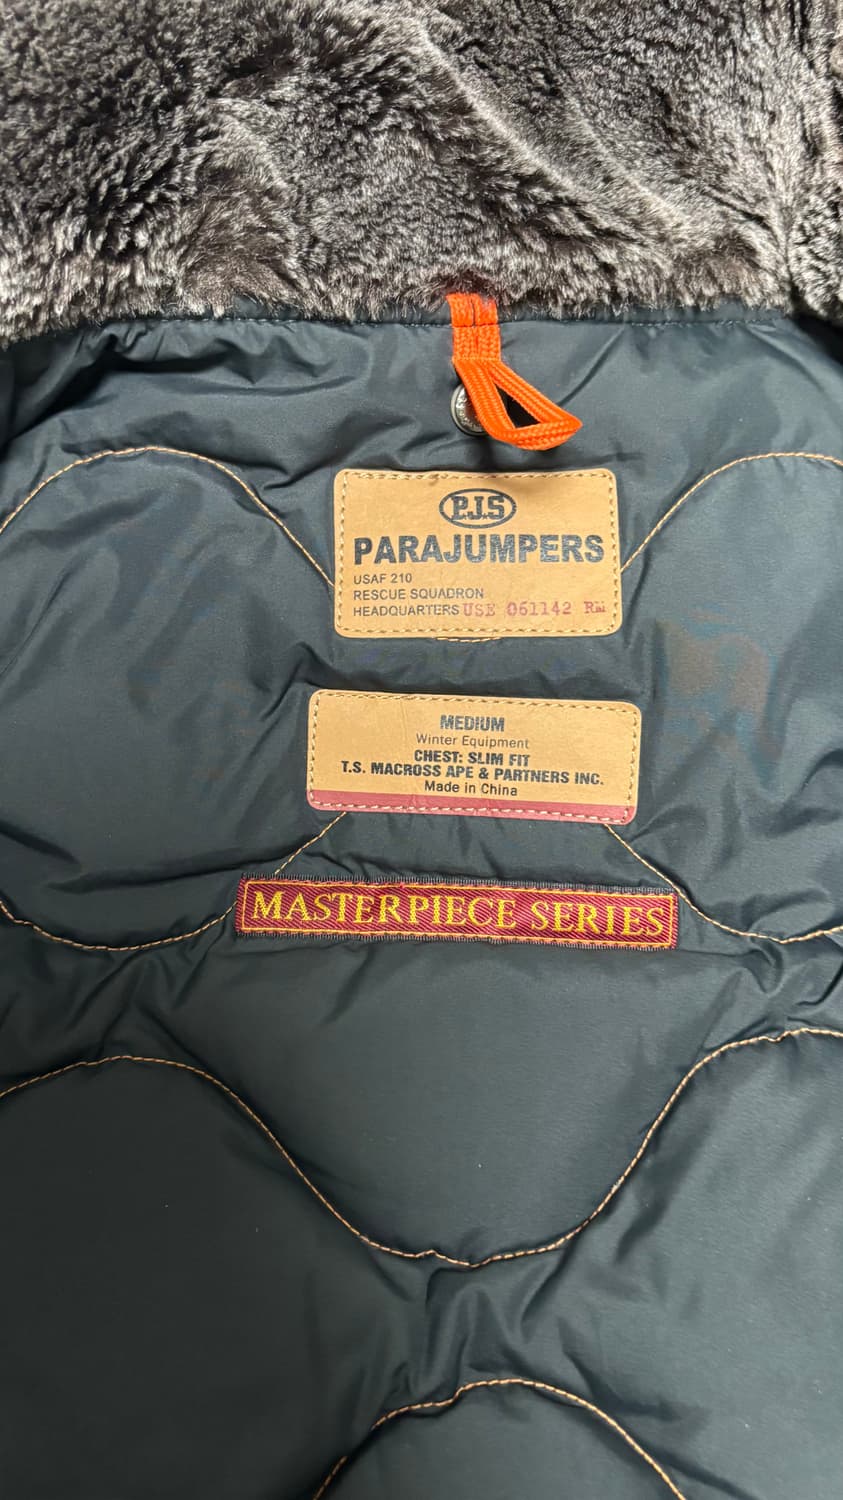 P.J.S
PARAJUMPERS
USAF 210
RESCUE SQUADRON
HEADQUARTERS USE 061142 RM
MEDIUM
Winter Equipment
CHEST: SLIM FIT
T.S. MACROSS APE & PARTNERS INC.
Made in China
MASTERPIECE SERIES